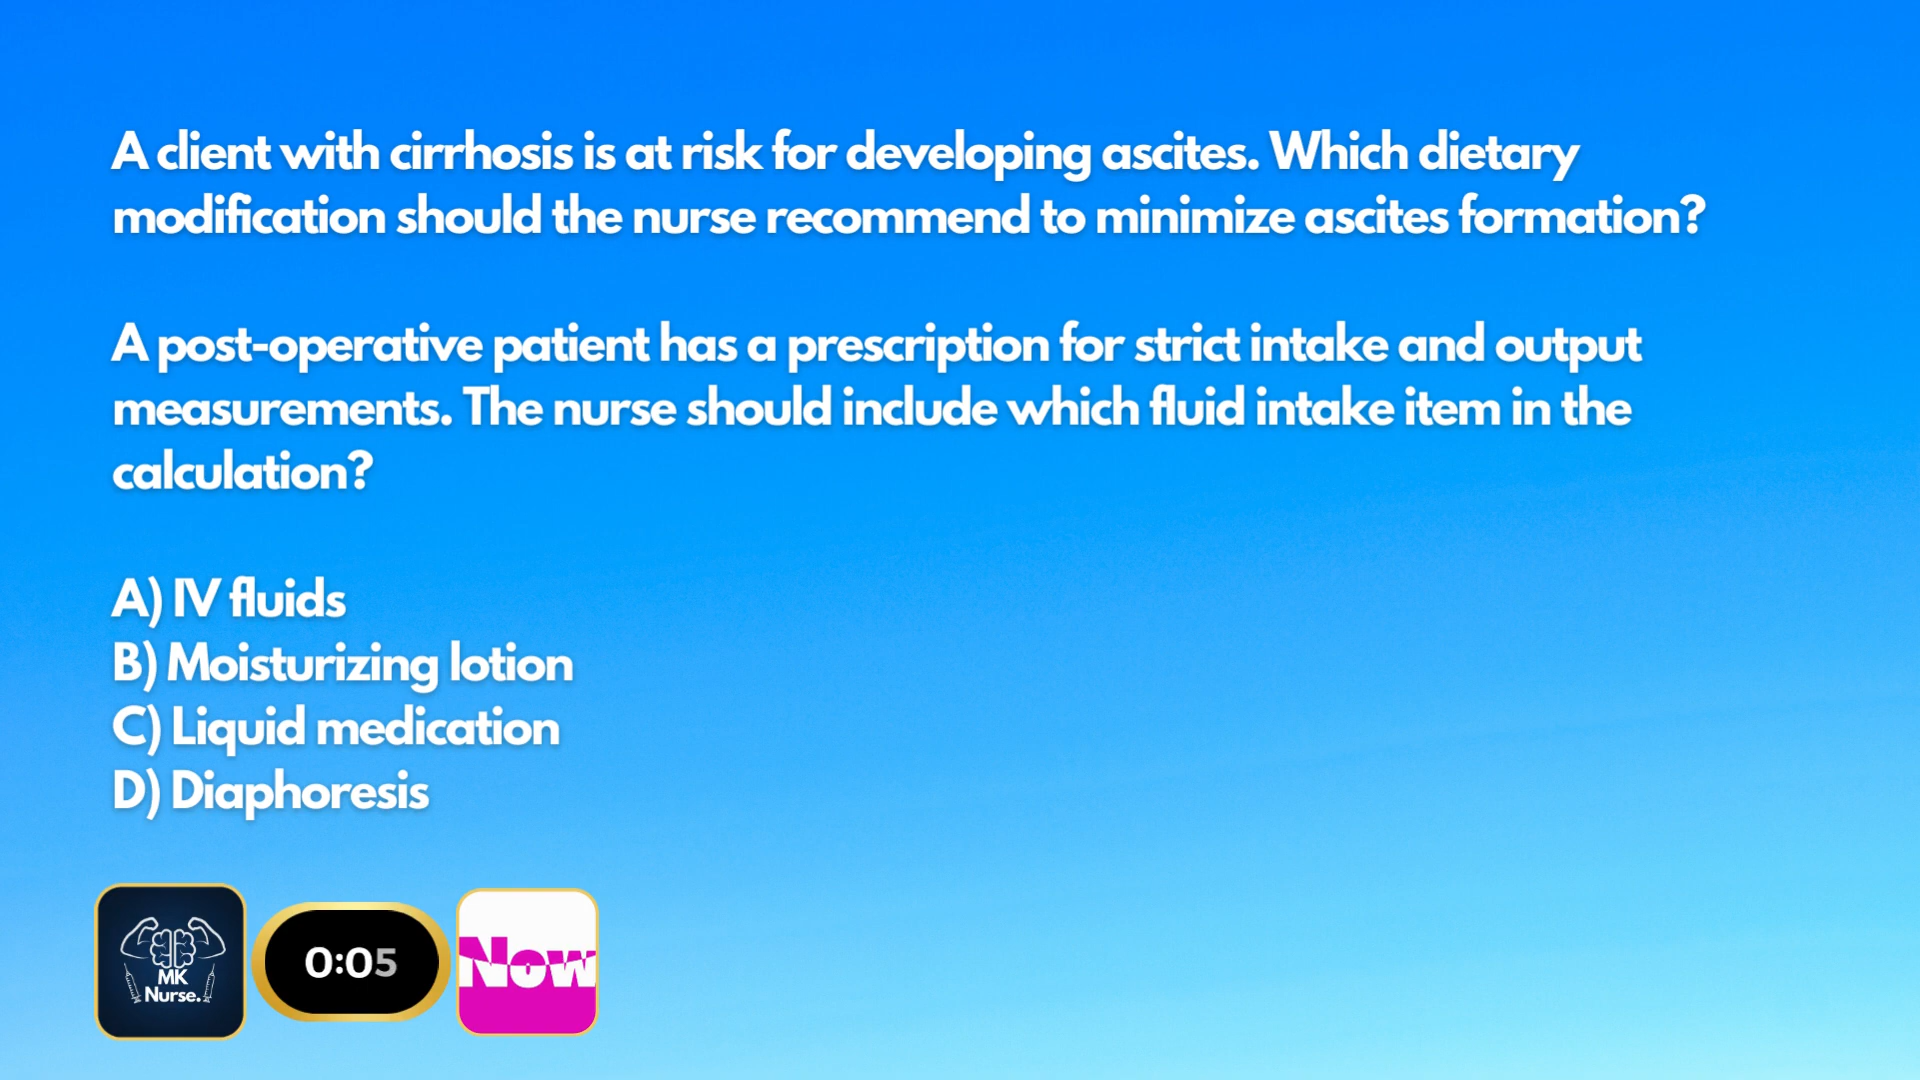 A client with cirrhosis is at risk for developing ascites. Which dietary
modification should the nurse recommend to minimize ascites formation?
A post-operative patient has a prescription for strict intake and output
measurements. The nurse should include which fluid intake item in the
calculation?
A) IV fluids
B) Moisturizing lotion
C) Liquid medication
D) Diaphoresis
MK
Nurse.
0:05
Now